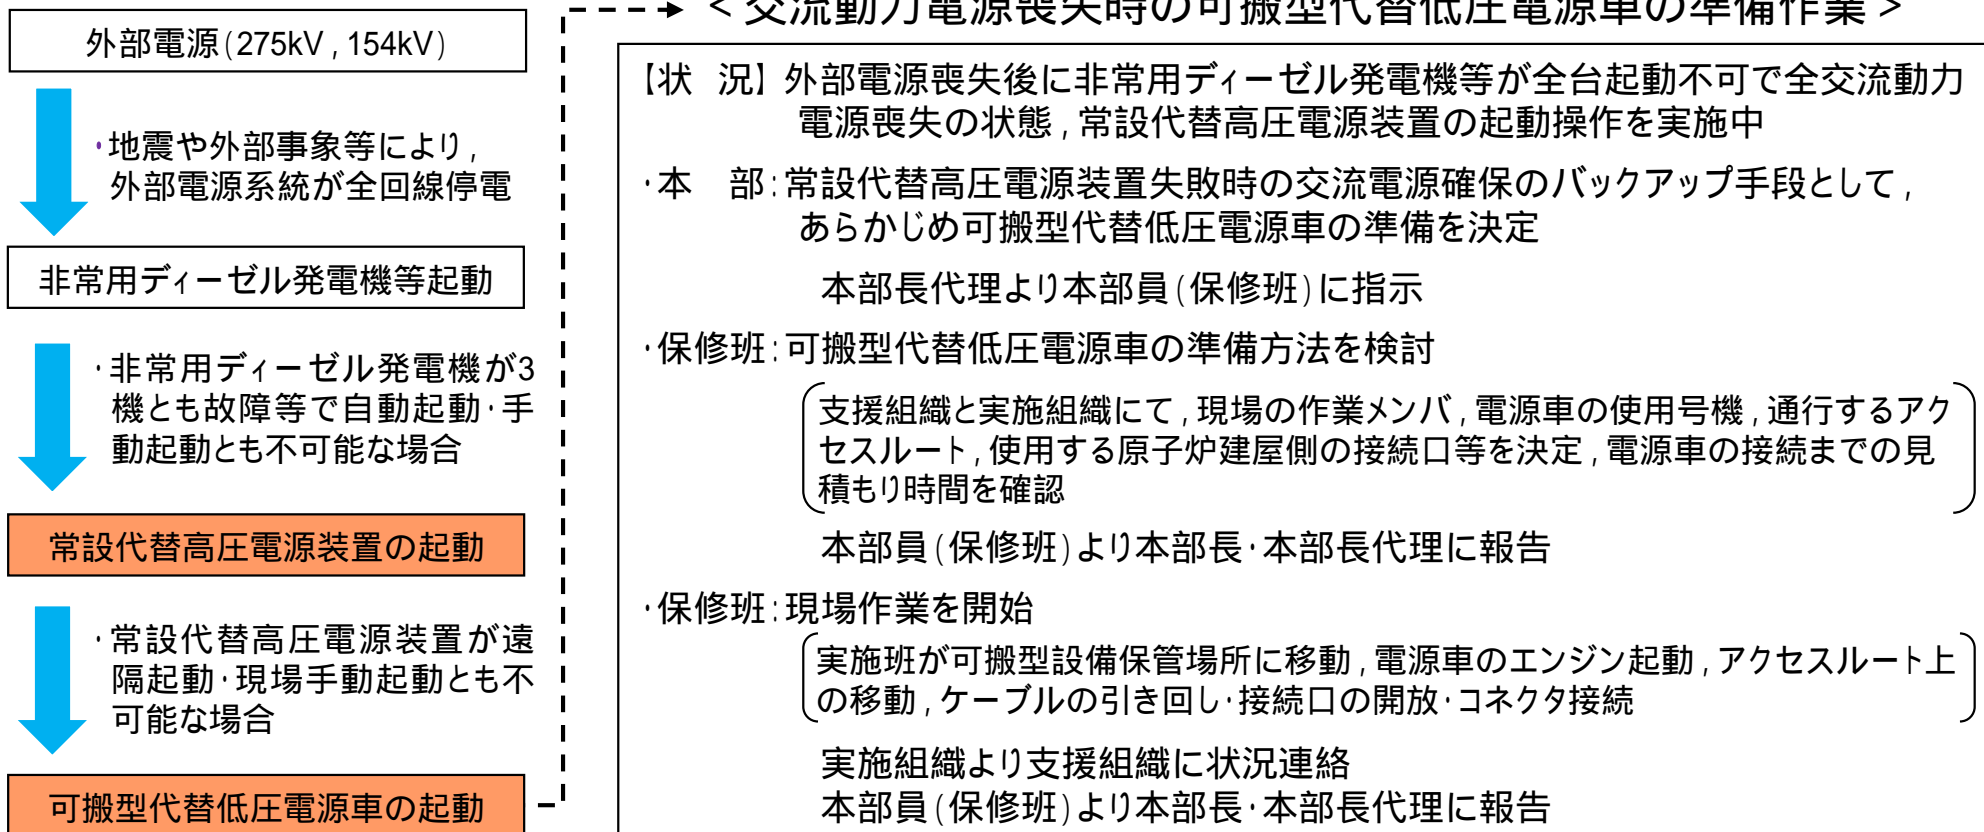 外部電源(275kV,154kV)
・地震や外部事象等により,
外部電源系統が全回線停電
非常用ディーゼル発電機等起動
・非常用ディーゼル発電機が3
機とも故障等で自動起動・手
動起動とも不可能な場合
常設代替高圧電源装置の起動
・常設代替高圧電源装置が遠
隔起動・現場手動起動とも不
可能な場合
可搬型代替低圧電源車の起動
<交流動力電源喪失時の可搬型代替低圧電源車の準備作業>
【状 況】外部電源喪失後に非常用ディーゼル発電機等が全台起動不可で全交流動力
電源喪失の状態,常設代替高圧電源装置の起動操作を実施中
・本 部:常設代替高圧電源装置失敗時の交流電源確保のバックアップ手段として,
あらかじめ可搬型代替低圧電源車の準備を決定
本部長代理より本部員(保修班)に指示
・保修班:可搬型代替低圧電源車の準備方法を検討
支援組織と実施組織にて,現場の作業メンバ,電源車の使用号機,通行するアク
セスルート,使用する原子炉建屋側の接続口等を決定,電源車の接続までの見
積もり時間を確認
本部員(保修班)より本部長・本部長代理に報告
・保修班:現場作業を開始
実施班が可搬型設備保管場所に移動,電源車のエンジン起動,アクセスルート上
の移動,ケーブルの引き回し・接続口の開放・コネクタ接続
実施組織より支援組織に状況連絡
本部員(保修班)より本部長・本部長代理に報告